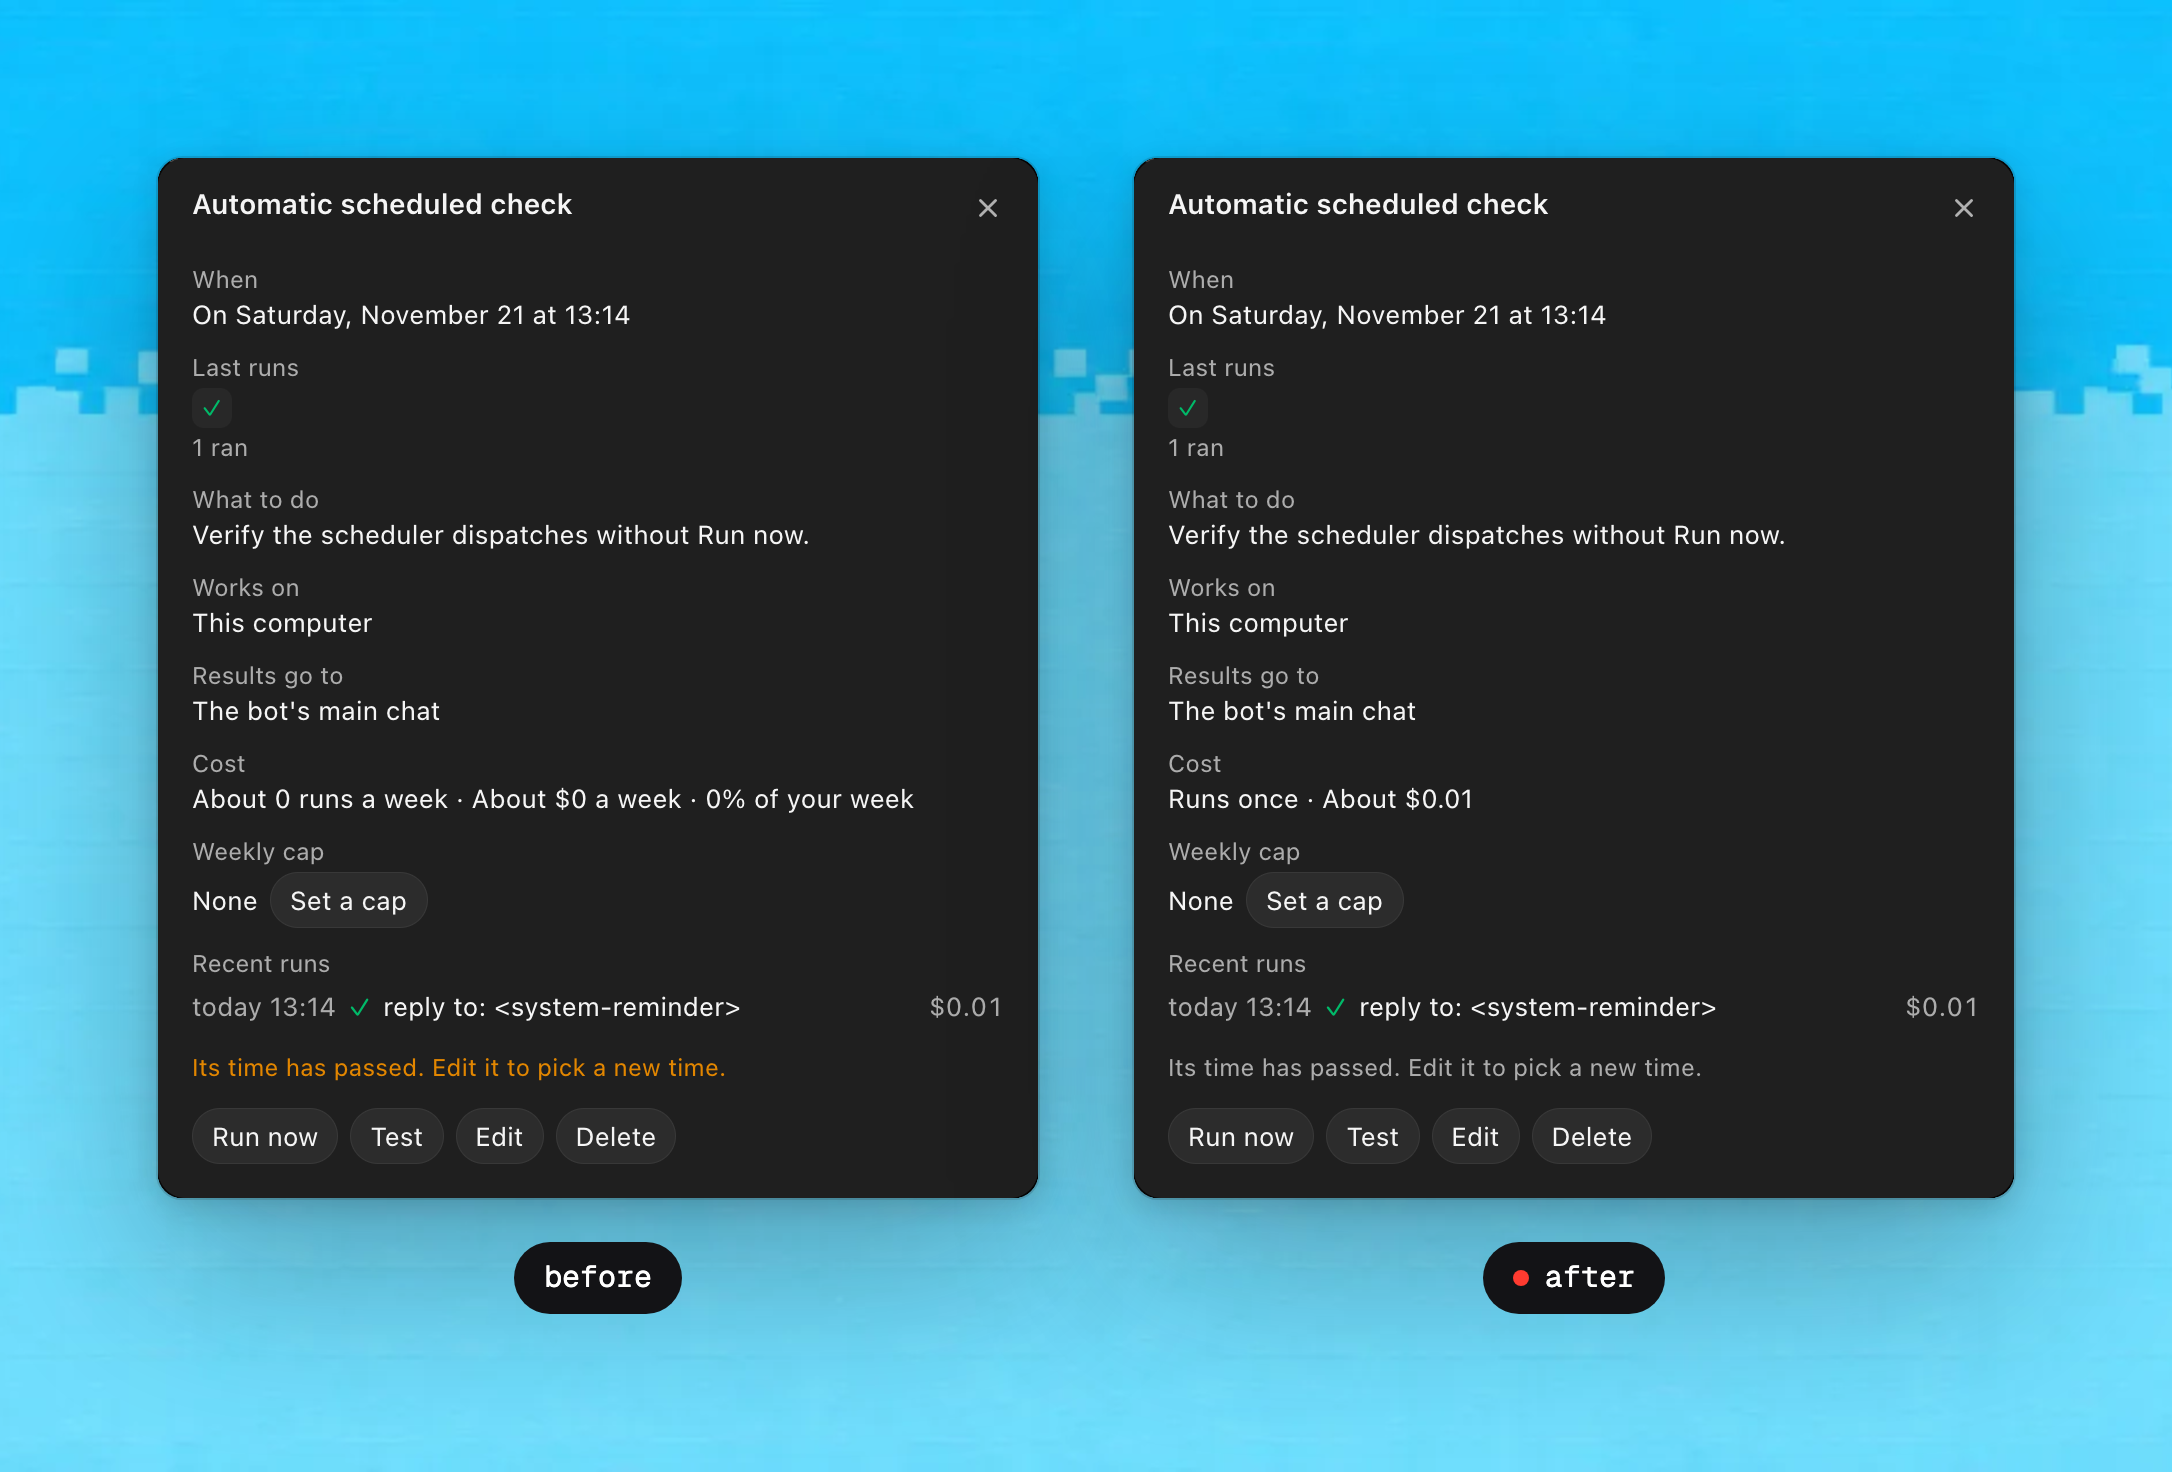 Automatic scheduled check
When
On Saturday, November 21 at 13:14
Last runs
1 ran
What to do
Verify the scheduler dispatches without Run now.
Works on
This computer
Results go to
The bot's main chat
Cost
About 0 runs a week · About $0 a week · 0% of your week
Weekly cap
None Set a cap
Recent runs
today 13:14 ✓ reply to: <system-reminder> $0.01
Its time has passed. Edit it to pick a new time.
Run now Test Edit Delete
before
Automatic scheduled check
When
On Saturday, November 21 at 13:14
Last runs
1 ran
What to do
Verify the scheduler dispatches without Run now.
Works on
This computer
Results go to
The bot's main chat
Cost
Runs once · About $0.01
Weekly cap
None Set a cap
Recent runs
today 13:14 ✓ reply to: <system-reminder> $0.01
Its time has passed. Edit it to pick a new time.
Run now Test Edit Delete
after